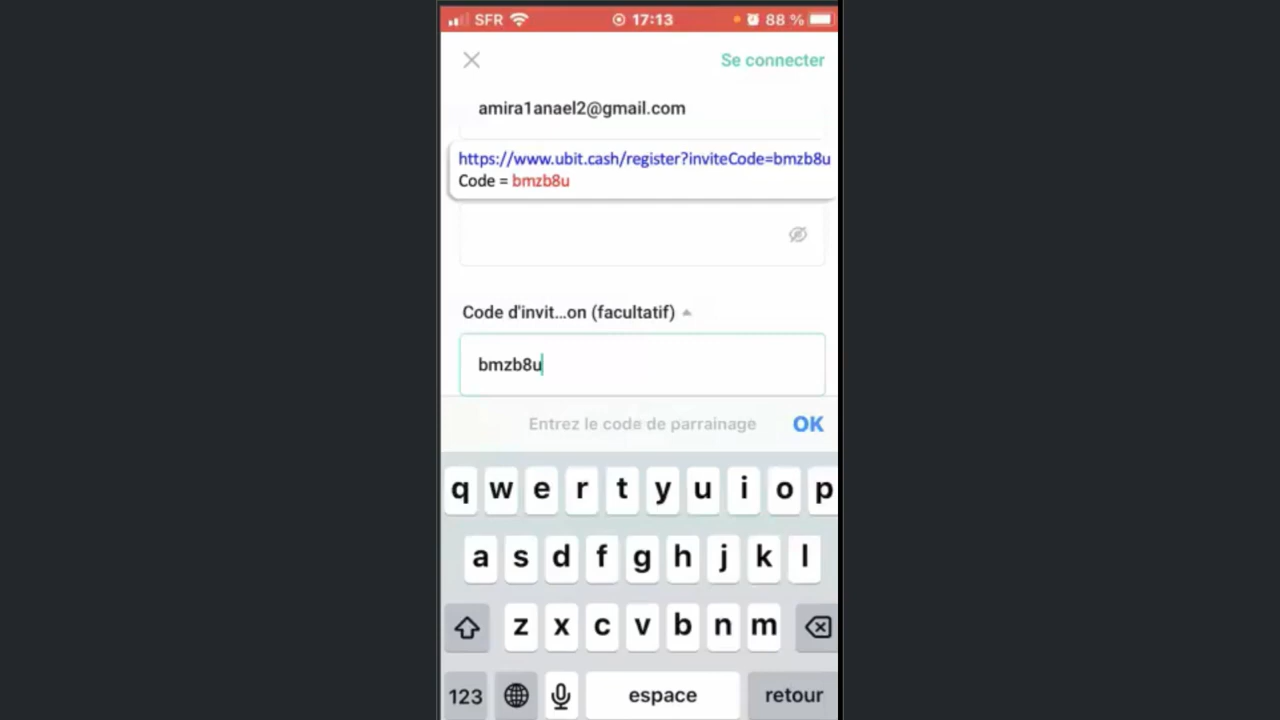 SFR 17:13 88 %
Se connecter
amira1anael2@gmail.com
https://www.ubit.cash/register?inviteCode=bmzb8u
Code = bmzb8u
Code d'invit...on (facultatif)
bmzb8u
Entrez le code de parrainage OK
q w e r t y u i o p
a s d f g h j k l
z x c v b n m
123 espace retour